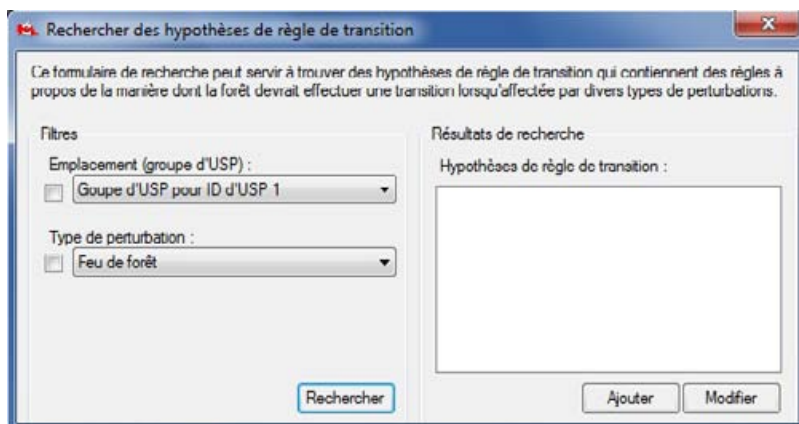 Rechercher des hypothèses de règle de transition
Ce formulaire de recherche peut servir à trouver des hypothèses de règle de transition qui contiennent des règles à
propos de la manière dont la forêt devrait effectuer une transition lorsqu'affectée par divers types de perturbations.
Filtres
Emplacement (groupe d'USP) :
Goupe d'USP pour ID d'USP 1
Type de perturbation :
Feu de forêt
Rechercher
Résultats de recherche
Hypothèses de règle de transition :
Ajouter
Modifier